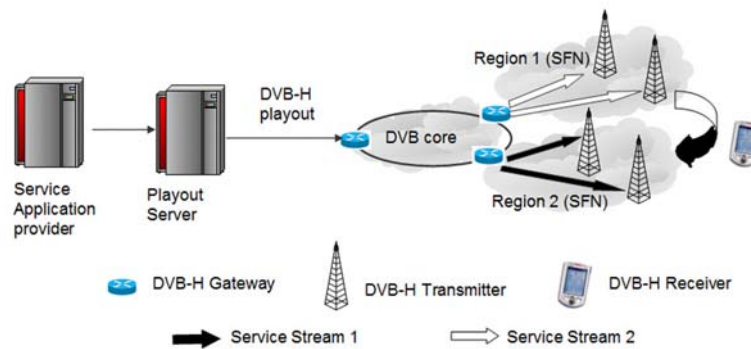 Region 1 (SFN)
DVB-H
playout
DVB core
Service
Application
provider
Playout
Server
Region 2 (SFN)
DVB-H Gateway
DVB-H Transmitter
DVB-H Receiver
Service Stream 1
Service Stream 2